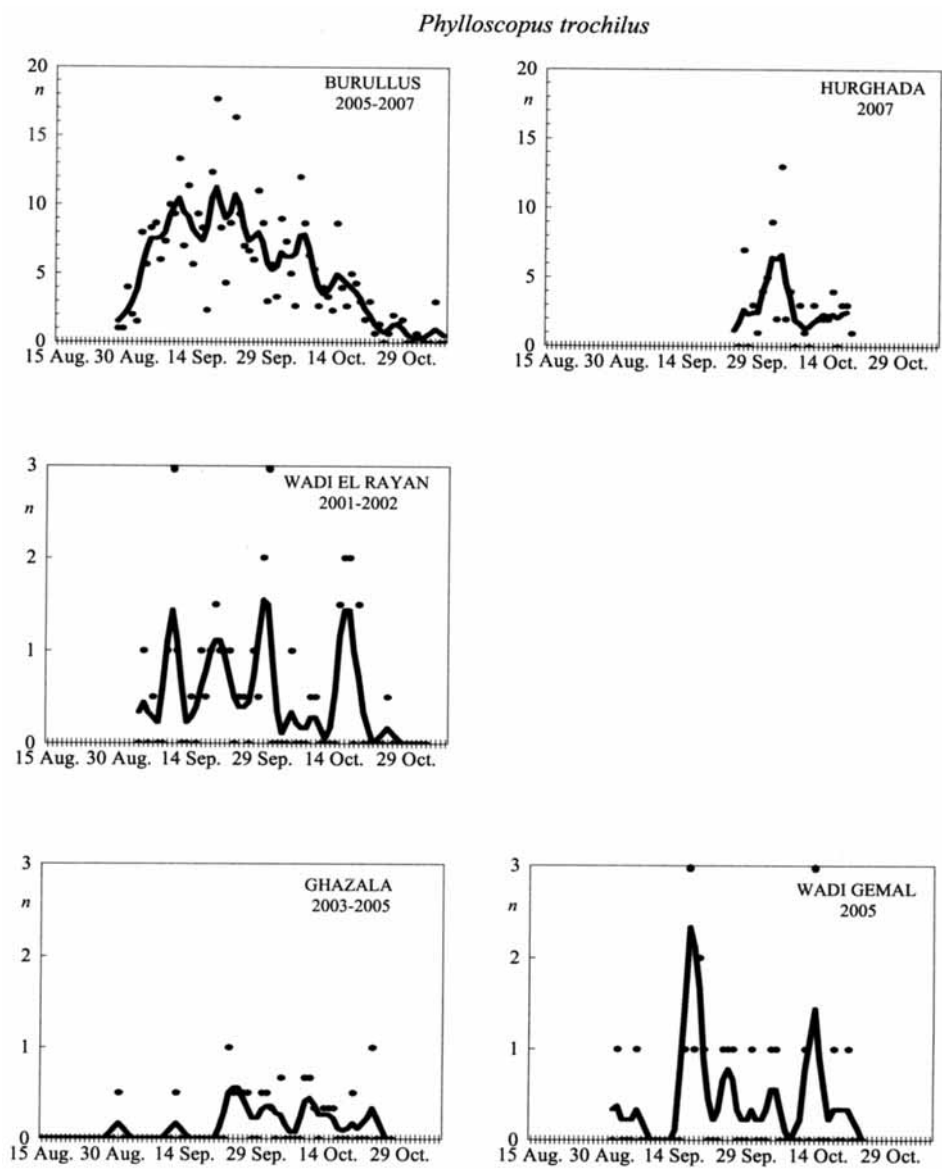 Phylloscopus trochilus
BURULLUS
2005-2007
n
20
15
10
5
0
15 Aug. 30 Aug. 14 Sep. 29 Sep. 14 Oct. 29 Oct.
HURGHADA
2007
n
20
15
10
5
0
15 Aug. 30 Aug. 14 Sep. 29 Sep. 14 Oct. 29 Oct.
WADI EL RAYAN
2001-2002
n
3
2
1
0
15 Aug. 30 Aug. 14 Sep. 29 Sep. 14 Oct. 29 Oct.
GHAZALA
2003-2005
n
3
2
1
0
15 Aug. 30 Aug. 14 Sep. 29 Sep. 14 Oct. 29 Oct.
WADI GEMAL
2005
n
3
2
1
0
15 Aug. 30 Aug. 14 Sep. 29 Sep. 14 Oct. 29 Oct.